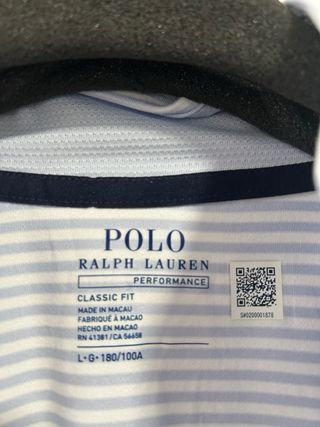 POLO
RALPH LAUREN
PERFORMANCE
CLASSIC FIT
MADE IN MACAU
FABRIQUÉ À MACAO
HECHO EN MACAO
RN 41381/CA 56658
L·G·180/100A
S#0200001878